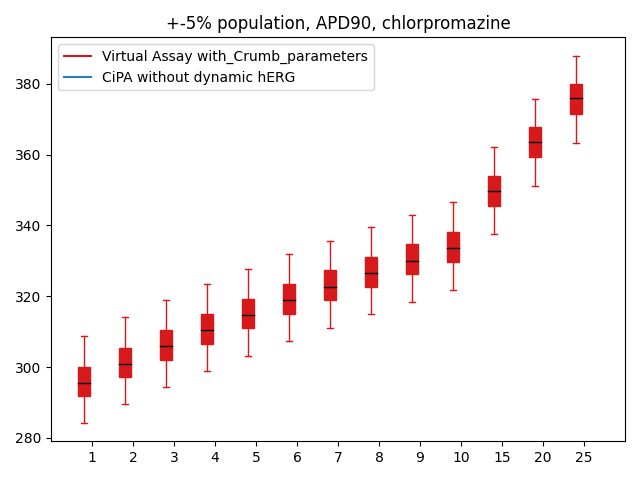 +-5% population, APD90, chlorpromazine
Virtual Assay with_Crumb_parameters
CiPA without dynamic hERG
380
360
340
320
300
280
1 2 3 4 5 6 7 8 9 10 15 20 25